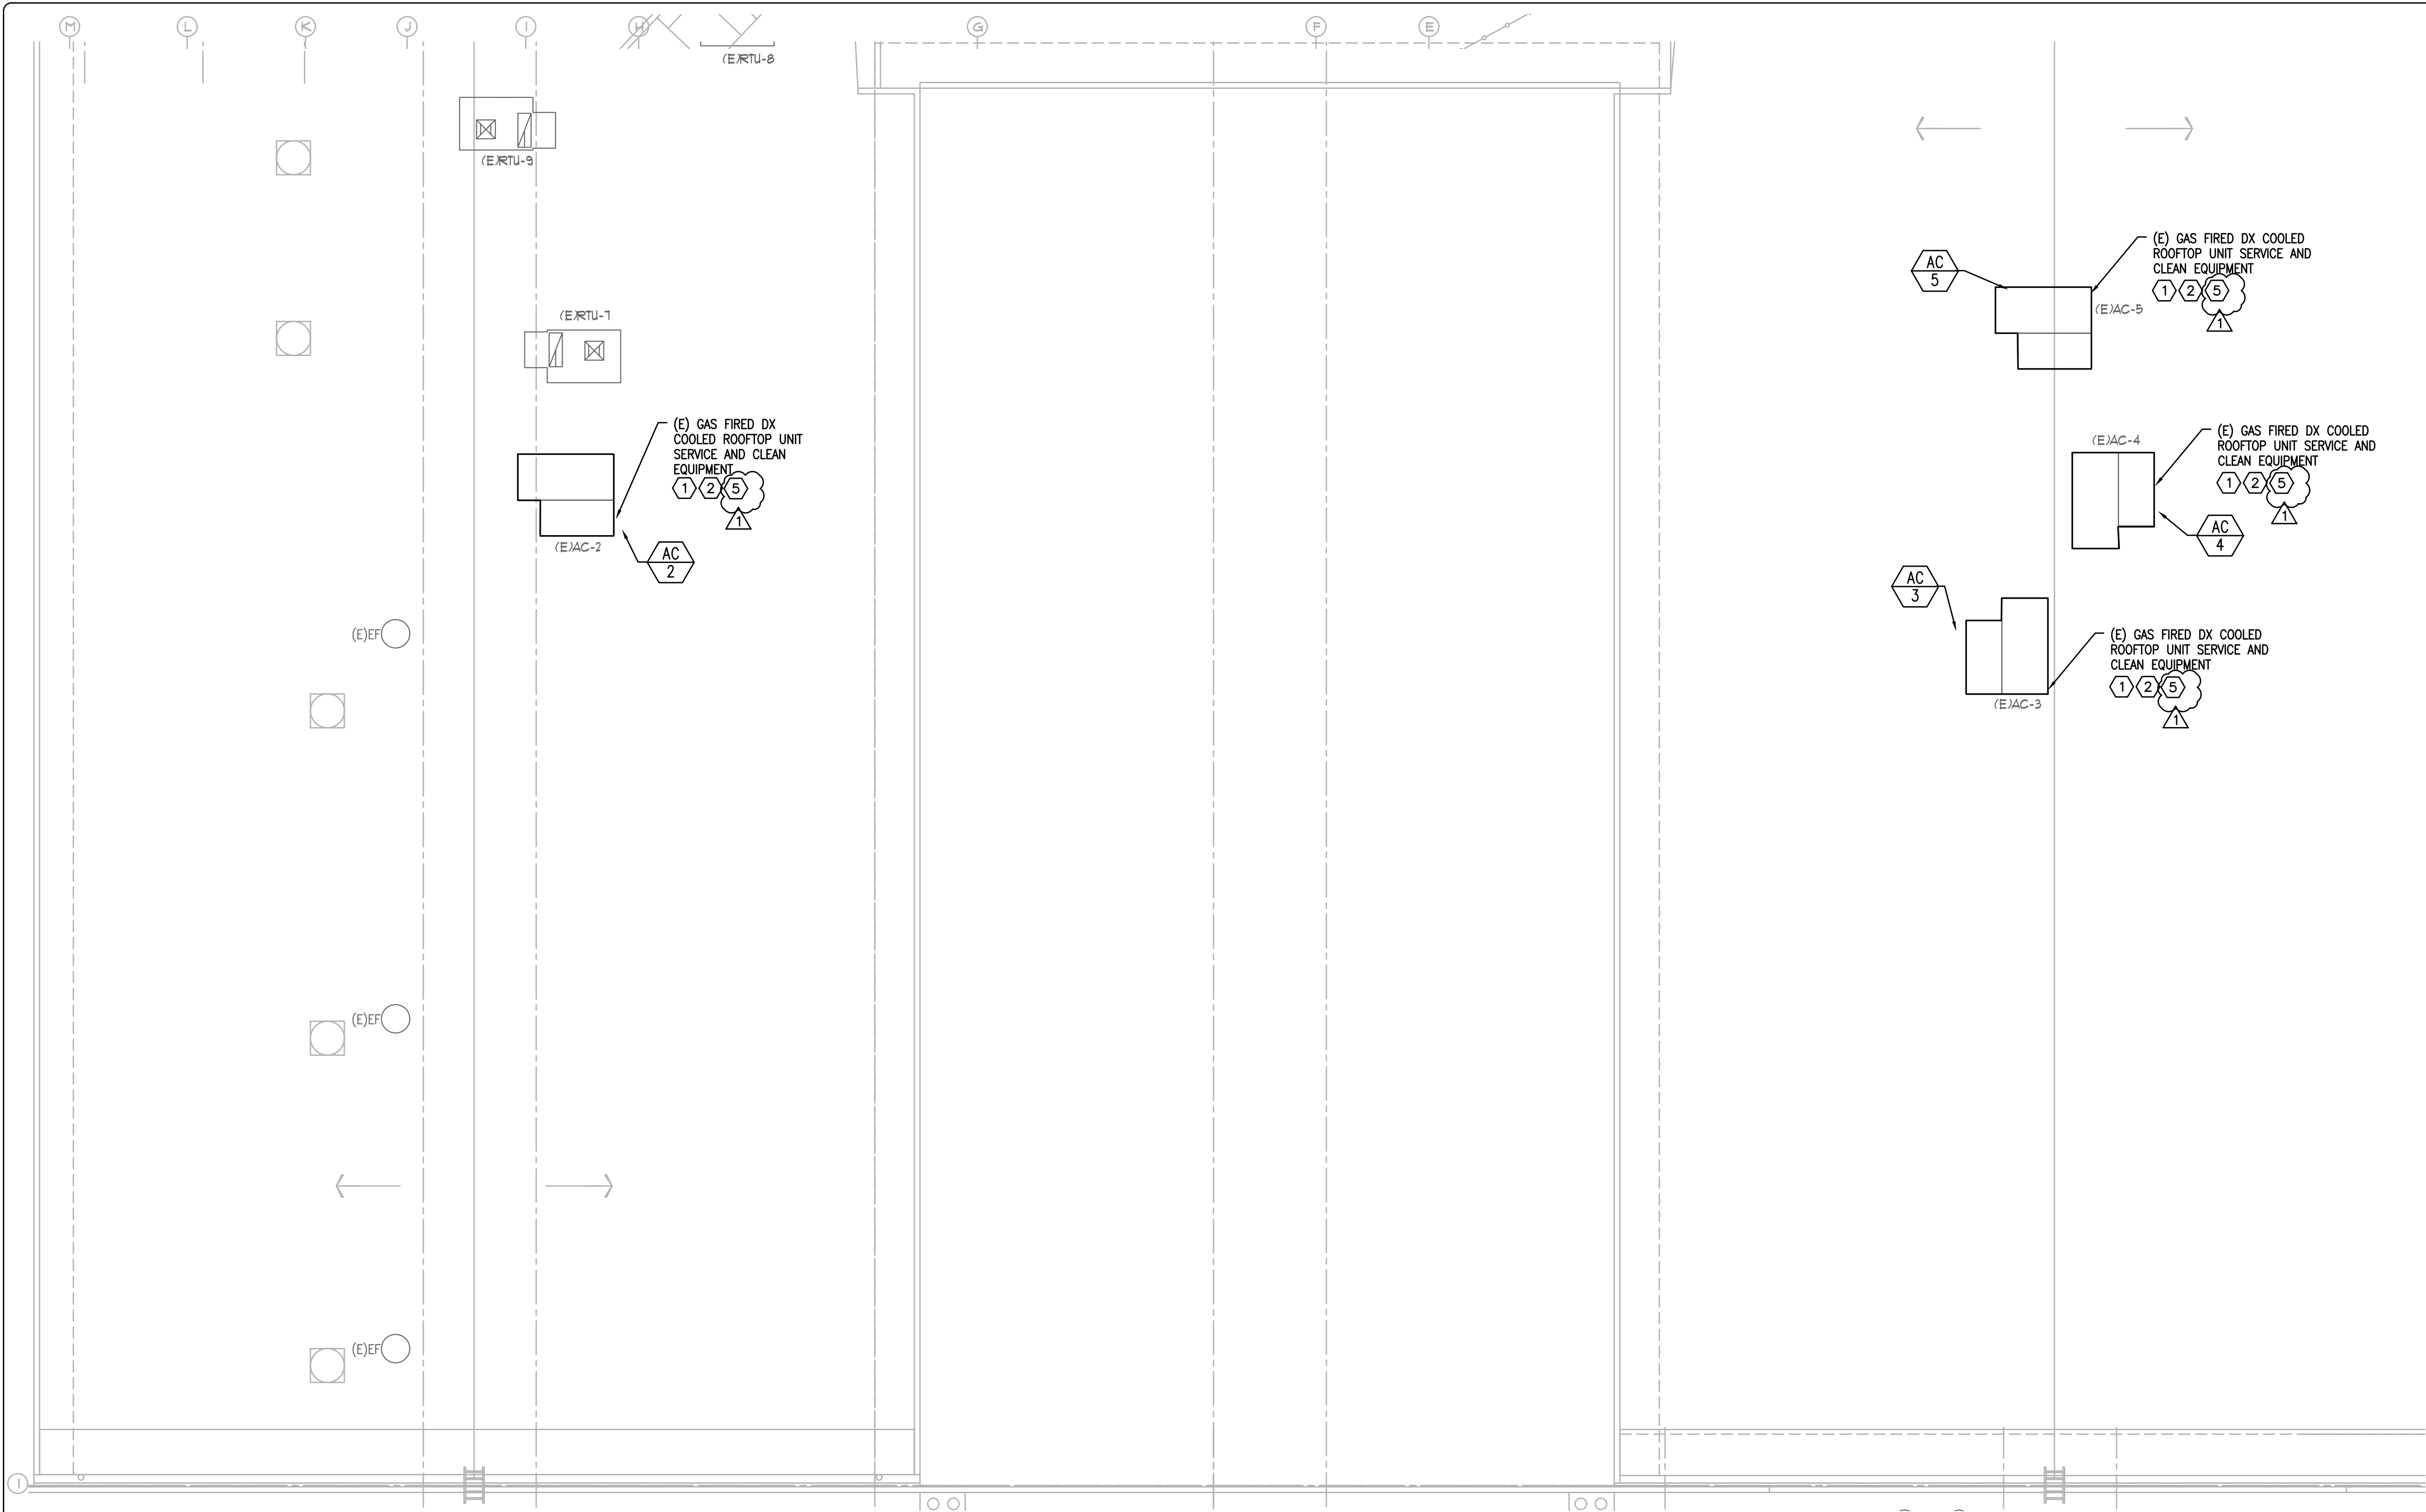 M L K J I H G F E
(E)RTU-8
(E)RTU-9
(E) GAS FIRED DX COOLED
ROOFTOP UNIT SERVICE AND
CLEAN EQUIPMENT
1 2 5
1
AC
5
(E)AC-5
(E)RTU-7
(E) GAS FIRED DX
COOLED ROOFTOP UNIT
SERVICE AND CLEAN
EQUIPMENT
1 2 5
1
(E)AC-2
AC
2
(E)AC-4
(E) GAS FIRED DX COOLED
ROOFTOP UNIT SERVICE AND
CLEAN EQUIPMENT
1 2 5
1
AC
4
AC
3
(E) GAS FIRED DX COOLED
ROOFTOP UNIT SERVICE AND
CLEAN EQUIPMENT
1 2 5
1
(E)AC-3
(E)EF
(E)EF
(E)EF
1